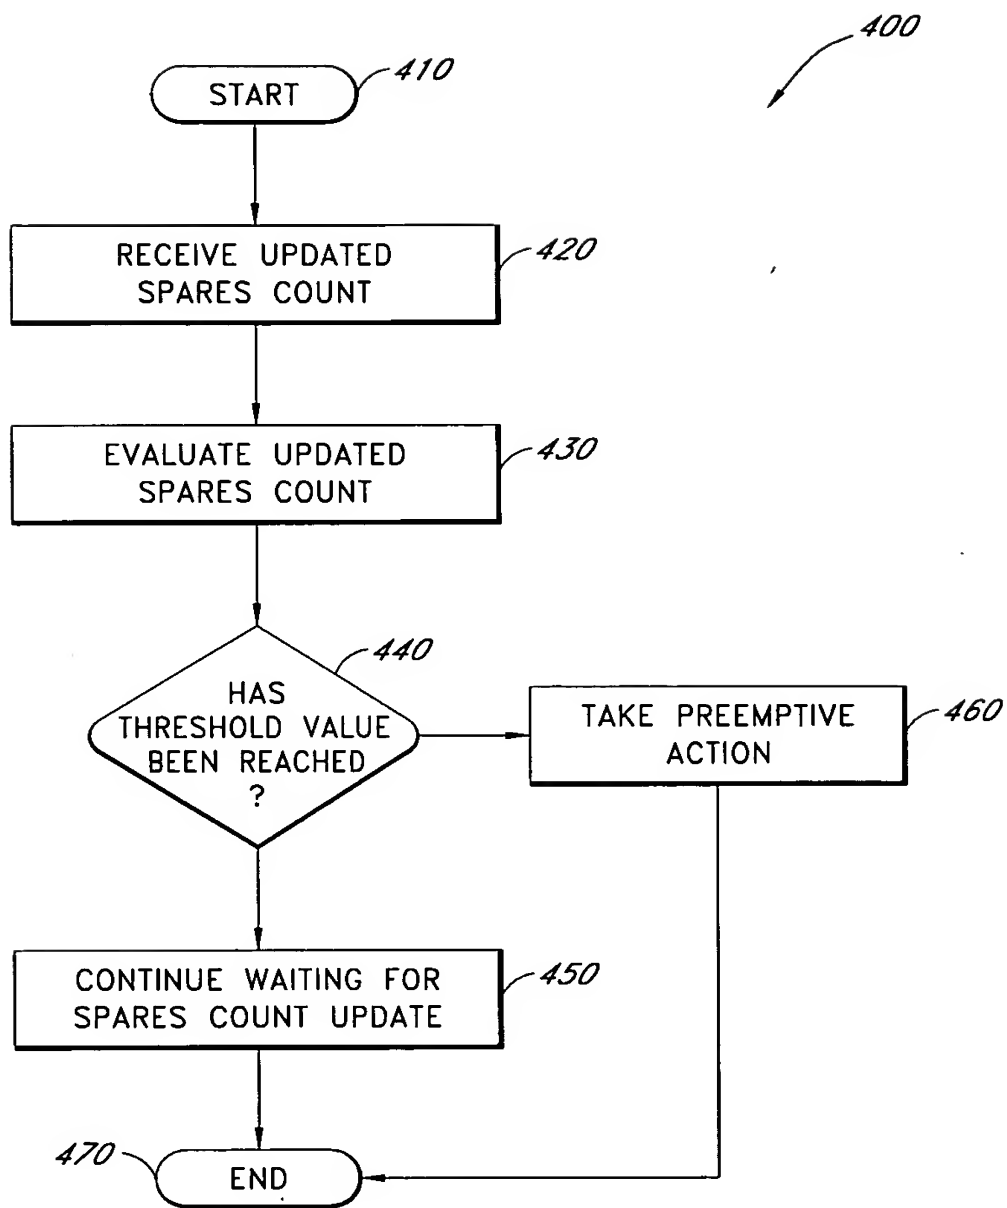 400
START
410
RECEIVE UPDATED
SPARES COUNT
420
EVALUATE UPDATED
SPARES COUNT
430
HAS
THRESHOLD VALUE
BEEN REACHED
?
440
TAKE PREEMPTIVE
ACTION
460
CONTINUE WAITING FOR
SPARES COUNT UPDATE
450
470
END